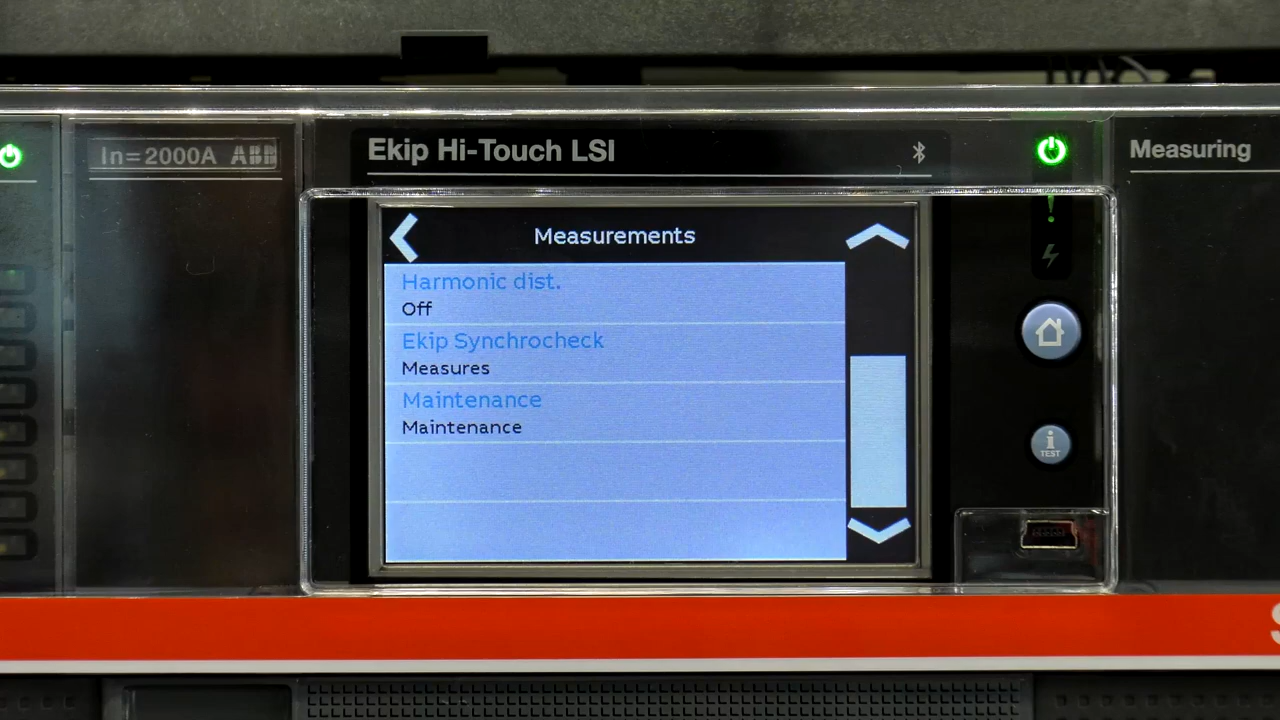 In=2000A ABB
Ekip Hi-Touch LSI
Measuring
Measurements
Harmonic dist.
Off
Ekip Synchrocheck
Measures
Maintenance
Maintenance
i
TEST
S